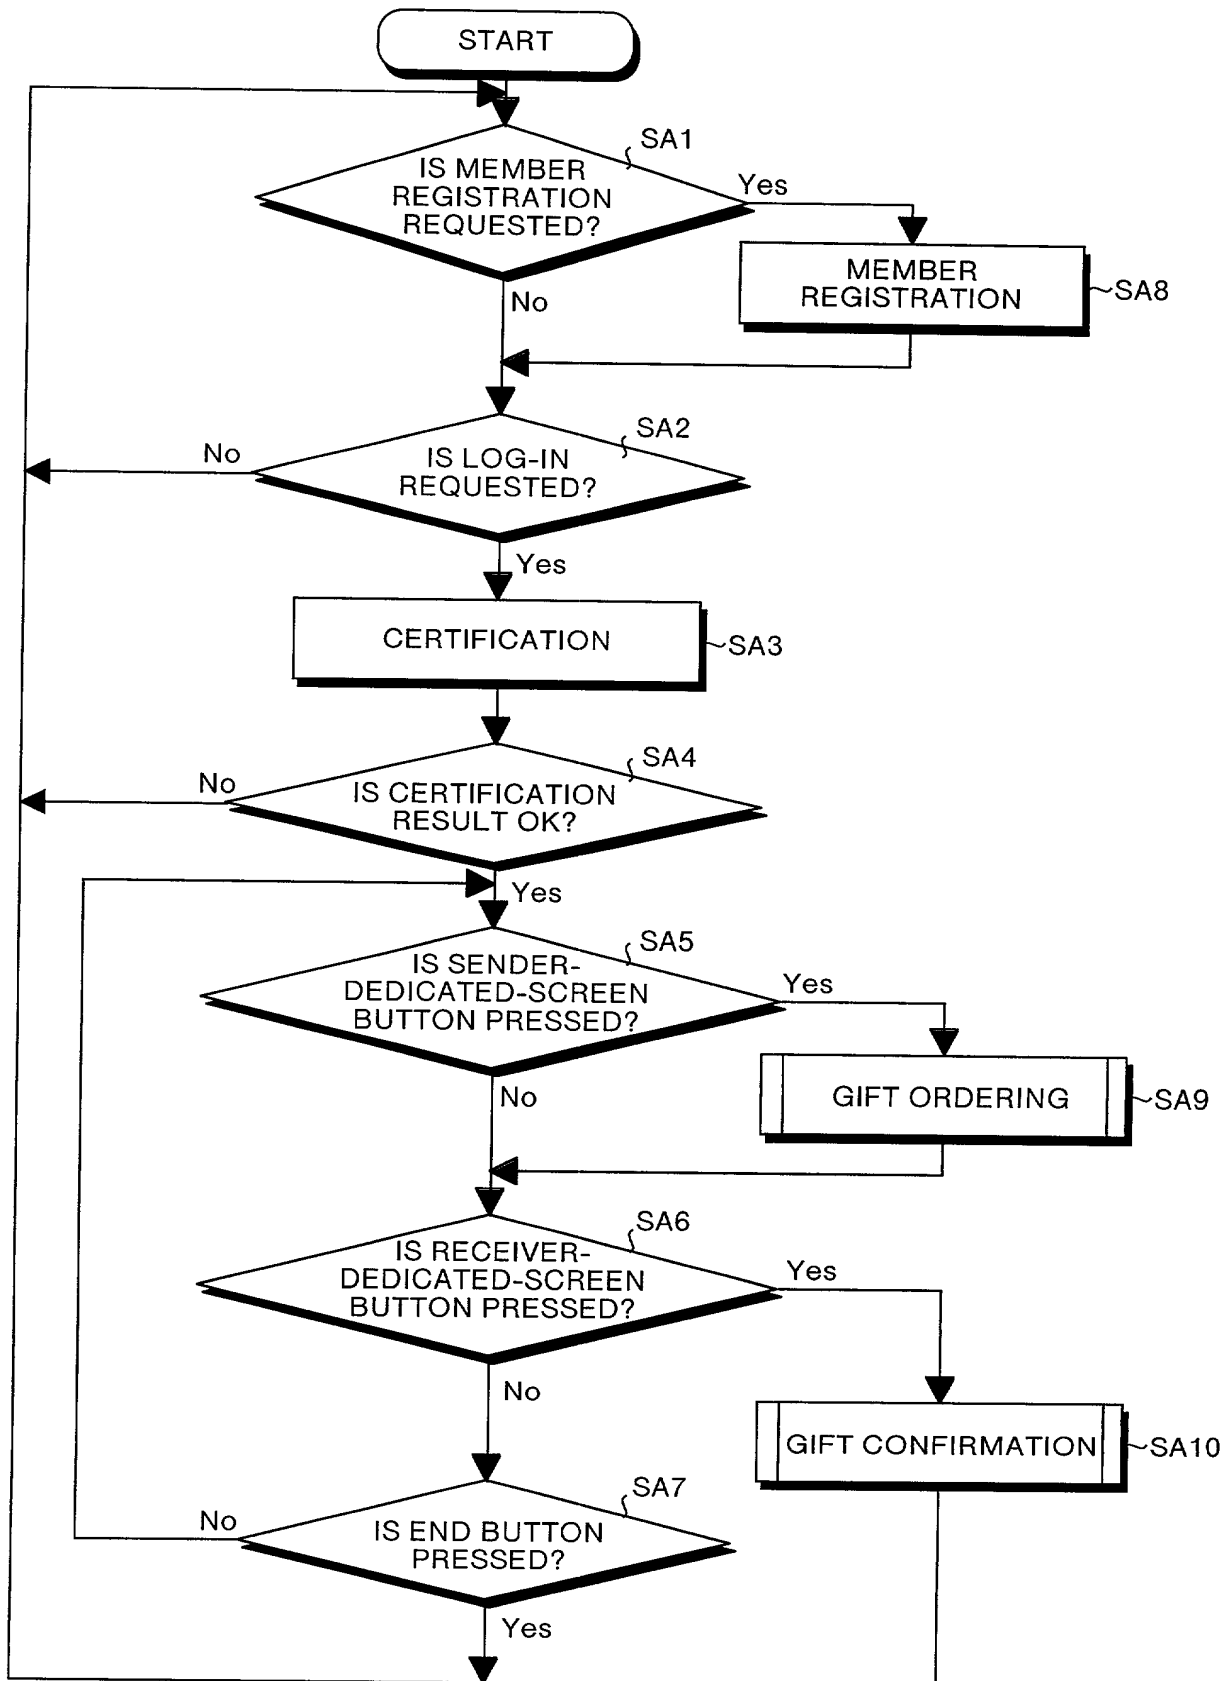 START
SA1
IS MEMBER
REGISTRATION
REQUESTED?
Yes
MEMBER
REGISTRATION
SA8
No
SA2
No
IS LOG-IN
REQUESTED?
Yes
CERTIFICATION
SA3
SA4
No
IS CERTIFICATION
RESULT OK?
Yes
SA5
IS SENDER-
DEDICATED-SCREEN
BUTTON PRESSED?
Yes
GIFT ORDERING
SA9
No
SA6
IS RECEIVER-
DEDICATED-SCREEN
BUTTON PRESSED?
Yes
No
GIFT CONFIRMATION
SA10
SA7
No
IS END BUTTON
PRESSED?
Yes